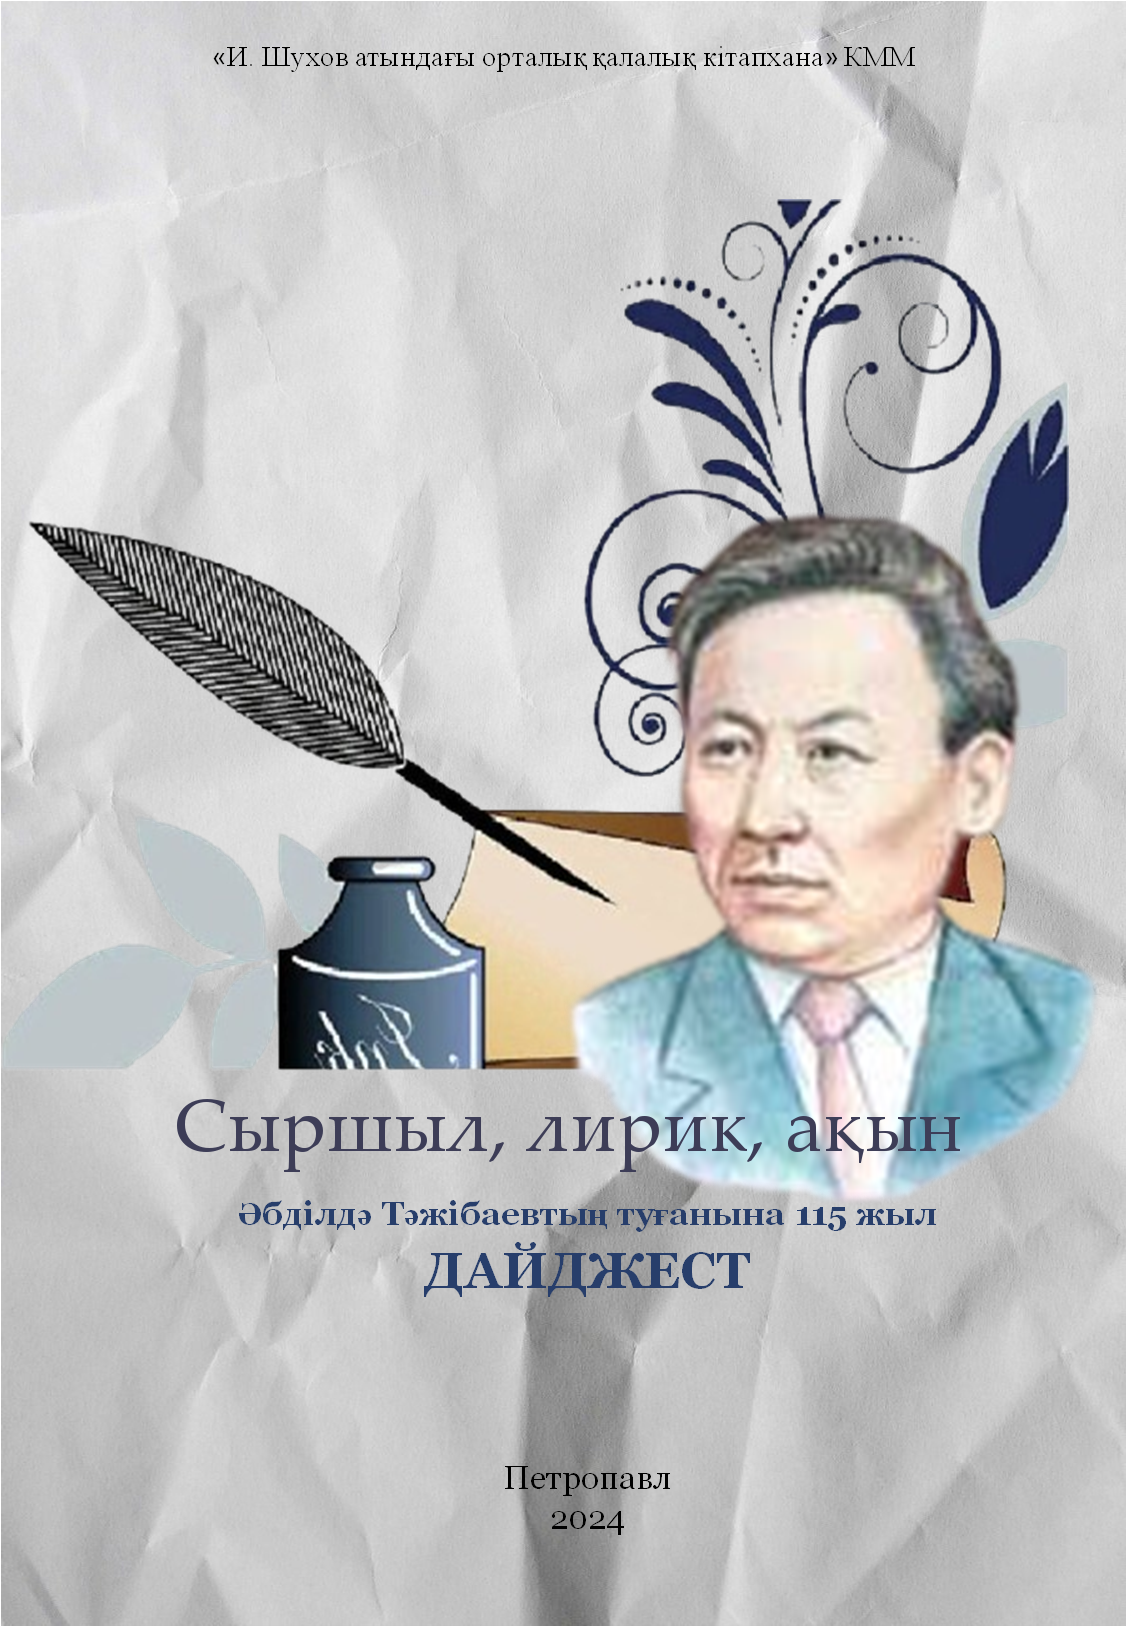 «И. Шухов атындағы орталық қалалық кітапхана» КММ
Сыршыл, лирик, ақын
Әбділдә Тәжібаевтың туғанына 115 жыл
ДАЙДЖЕСТ
Петропавл
2024